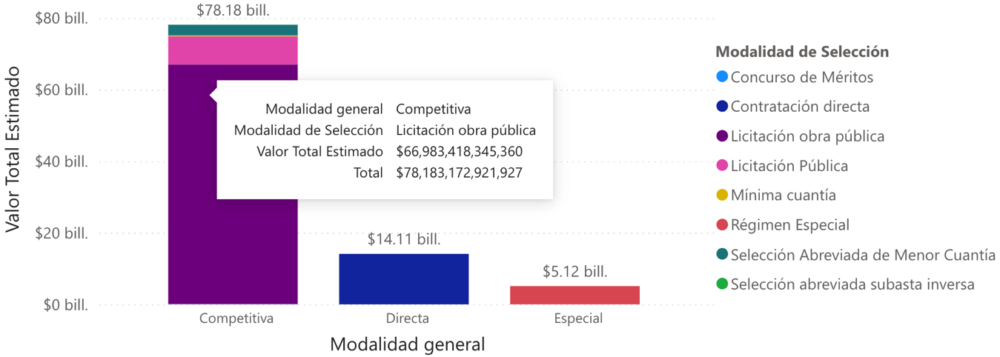 $78.18 bill.
$80 bill.
$60 bill.
$40 bill.
$20 bill.
$0 bill.
Valor Total Estimado
Modalidad general Competitiva
Modalidad de Selección Licitación obra pública
Valor Total Estimado $66,983,418,345,360
Total $78,183,172,921,927
$14.11 bill.
$5.12 bill.
Competitiva
Directa
Especial
Modalidad general
Modalidad de Selección
Concurso de Méritos
Contratación directa
Licitación obra pública
Licitación Pública
Mínima cuantía
Régimen Especial
Selección Abreviada de Menor Cuantía
Selección abreviada subasta inversa